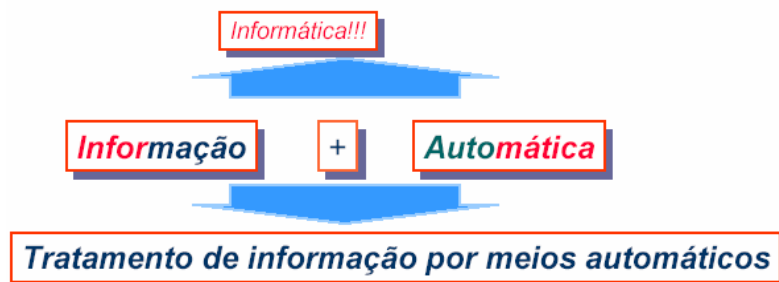 Informática!!!
Informação + Automática
Tratamento de informação por meios automáticos